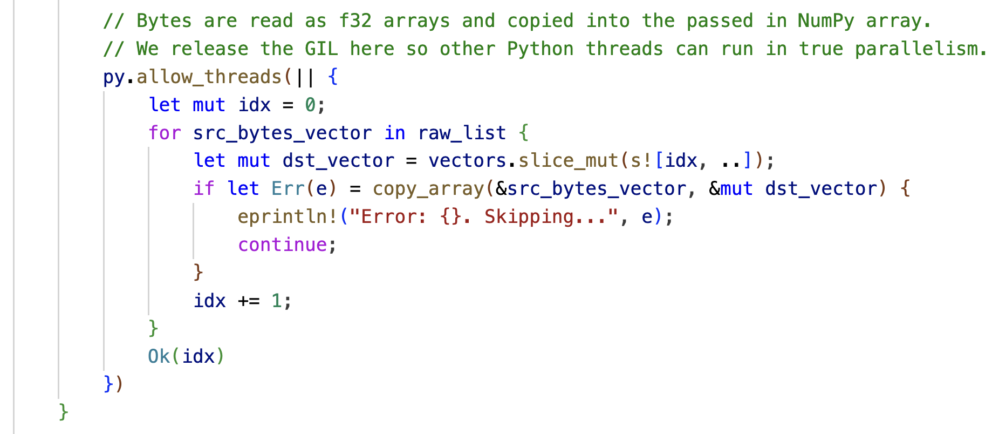 // Bytes are read as f32 arrays and copied into the passed in NumPy array.
// We release the GIL here so other Python threads can run in true parallelism.
py.allow_threads(|| {
    let mut idx = 0;
    for src_bytes_vector in raw_list {
        let mut dst_vector = vectors.slice_mut(s![idx, ..]);
        if let Err(e) = copy_array(&src_bytes_vector, &mut dst_vector) {
            eprintln!("Error: {}. Skipping...", e);
            continue;
        }
        idx += 1;
    }
    Ok(idx)
})
}